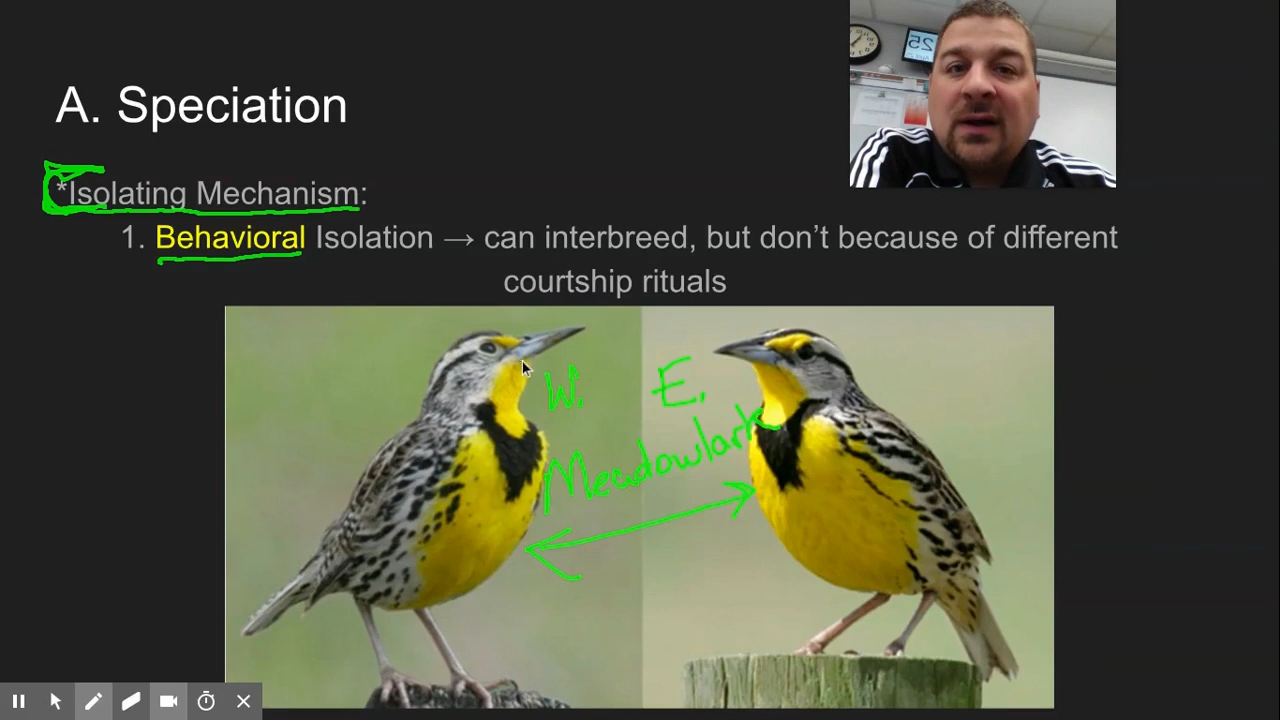 A. Speciation
*Isolating Mechanism:
1. Behavioral Isolation → can interbreed, but don’t because of different
courtship rituals
W. E.
Meadowlark